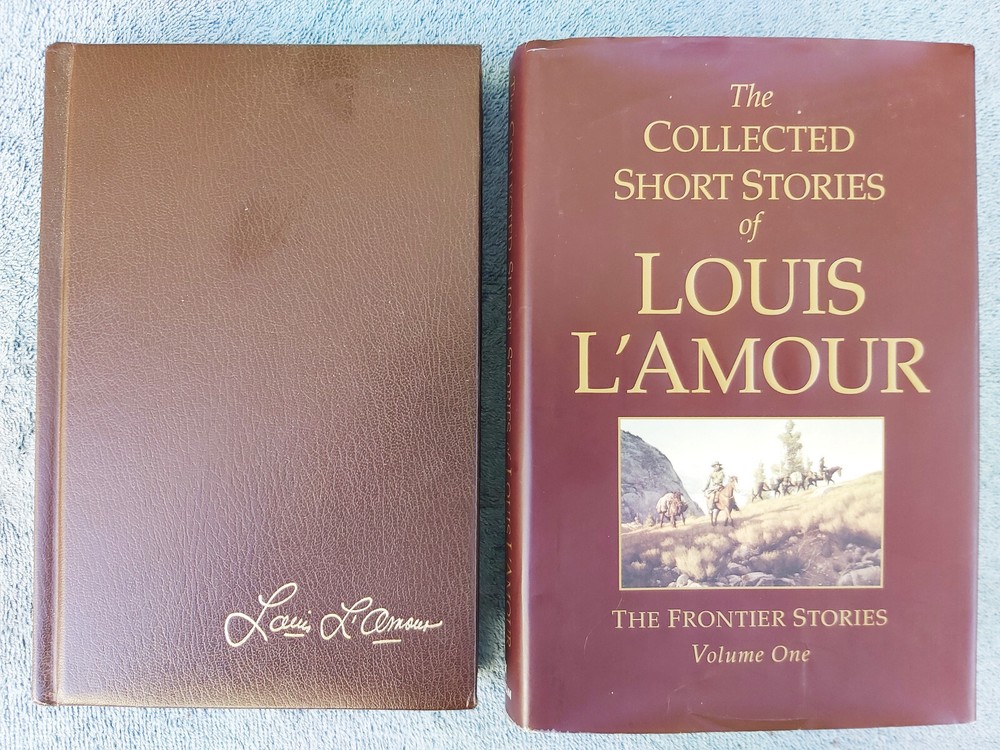 Louis L'Amour
The
COLLECTED
SHORT STORIES
of
LOUIS
L'AMOUR
THE FRONTIER STORIES
Volume One